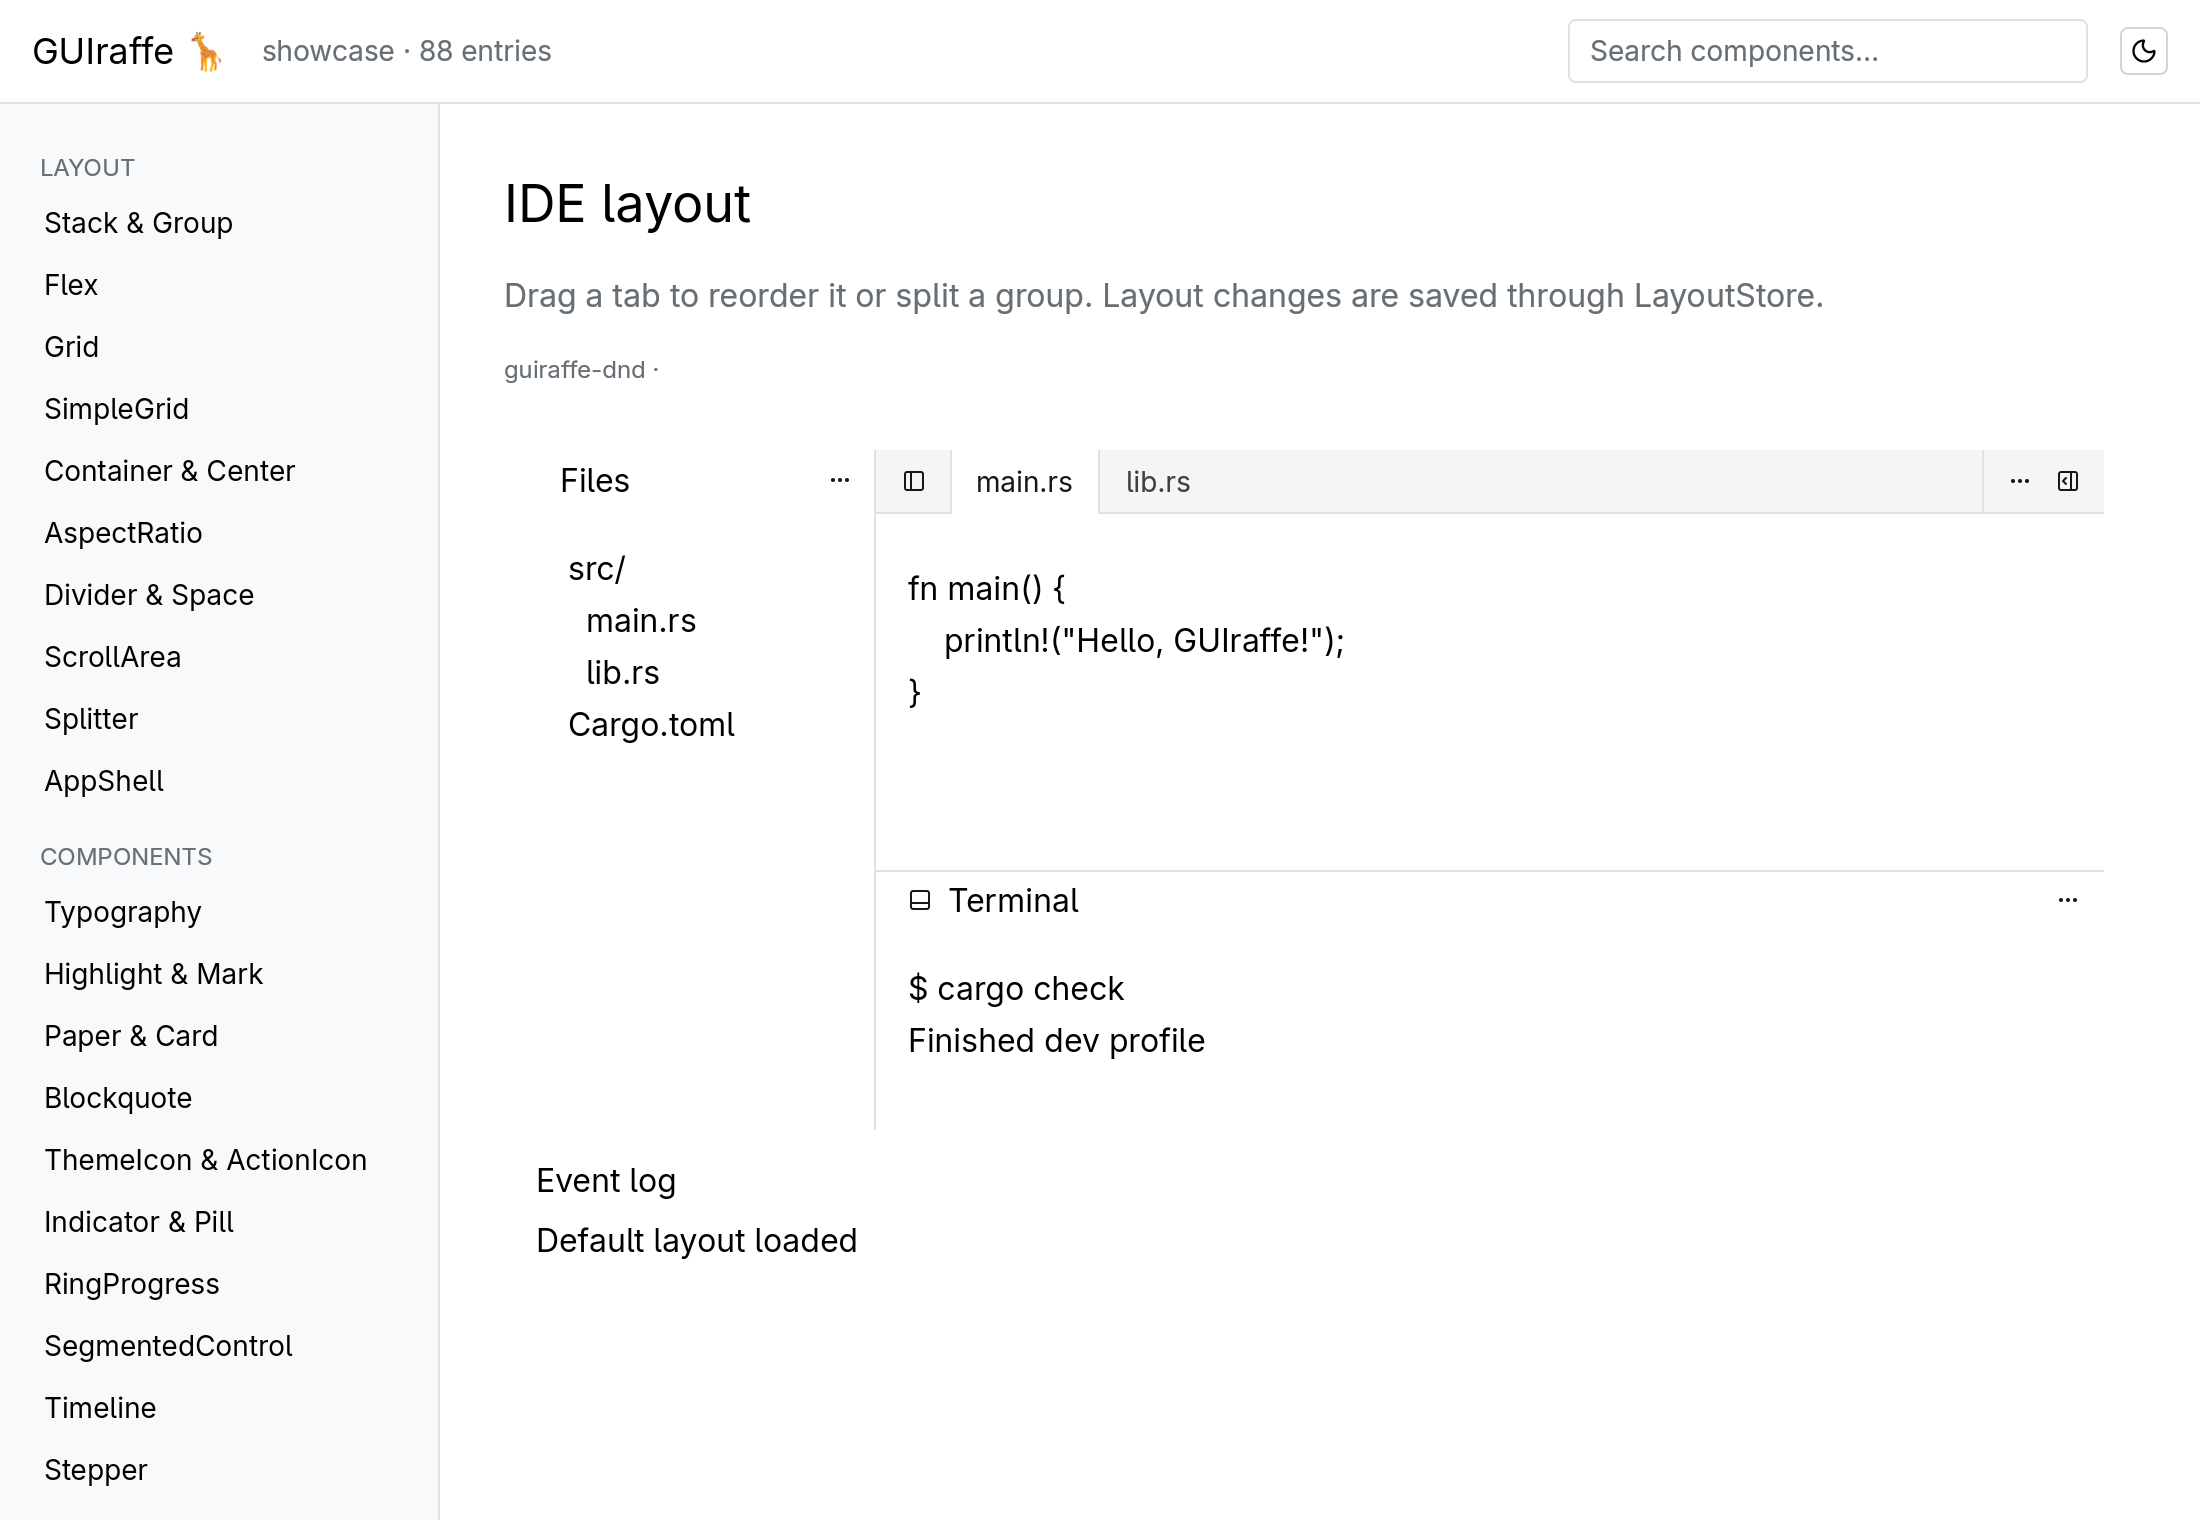 GUIraffe 🦒 showcase · 88 entries
Search components...
LAYOUT
Stack & Group
Flex
Grid
SimpleGrid
Container & Center
AspectRatio
Divider & Space
ScrollArea
Splitter
AppShell
COMPONENTS
Typography
Highlight & Mark
Paper & Card
Blockquote
ThemeIcon & ActionIcon
Indicator & Pill
RingProgress
SegmentedControl
Timeline
Stepper
IDE layout
Drag a tab to reorder it or split a group. Layout changes are saved through LayoutStore.
guiraffe-dnd ·
Files
src/
main.rs
lib.rs
Cargo.toml
main.rs
lib.rs
fn main() {
    println!("Hello, GUIraffe!");
}
Terminal
$ cargo check
Finished dev profile
Event log
Default layout loaded